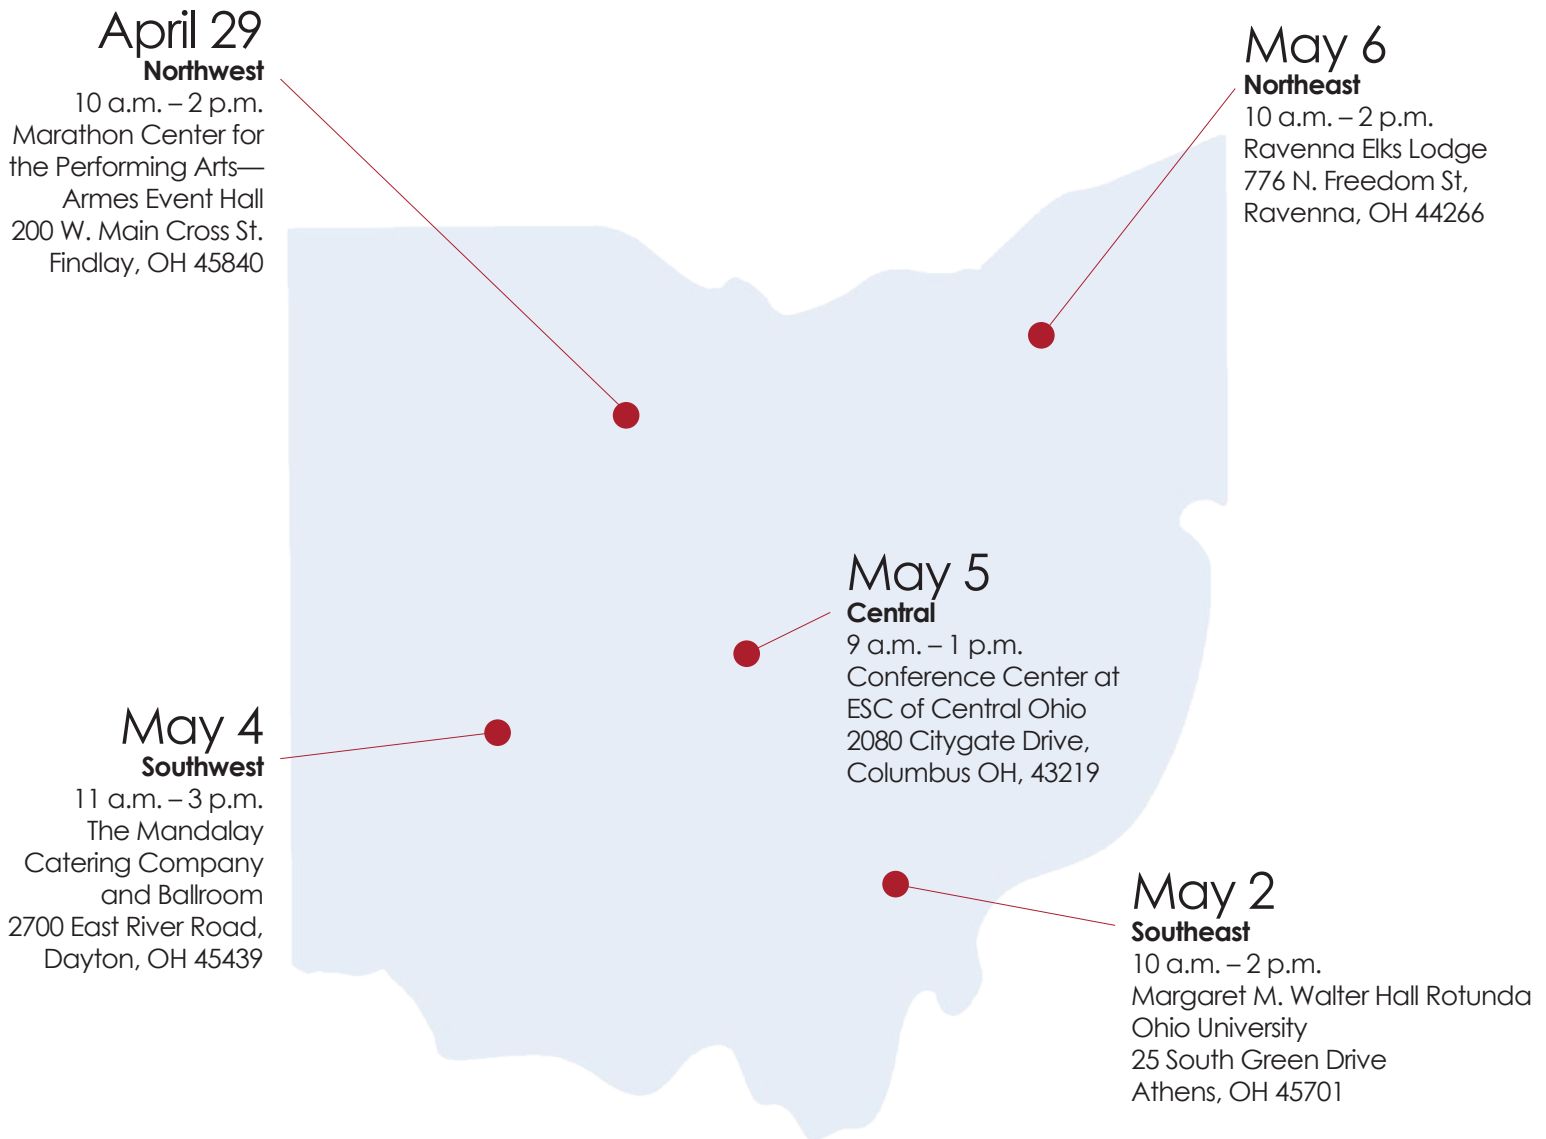 April 29
Northwest
10 a.m. – 2 p.m.
Marathon Center for
the Performing Arts—
Armes Event Hall
200 W. Main Cross St.
Findlay, OH 45840
May 6
Northeast
10 a.m. – 2 p.m.
Ravenna Elks Lodge
776 N. Freedom St,
Ravenna, OH 44266
May 5
Central
9 a.m. – 1 p.m.
Conference Center at
ESC of Central Ohio
2080 Citygate Drive,
Columbus OH, 43219
May 4
Southwest
11 a.m. – 3 p.m.
The Mandalay
Catering Company
and Ballroom
2700 East River Road,
Dayton, OH 45439
May 2
Southeast
10 a.m. – 2 p.m.
Margaret M. Walter Hall Rotunda
Ohio University
25 South Green Drive
Athens, OH 45701